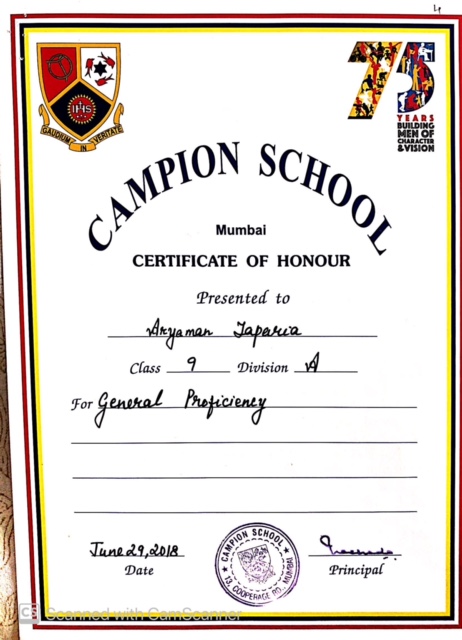 4
IHS
GAUDIUM IN VERITATE
75
YEARS
BUILDING
MEN OF
CHARACTER
& VISION
CAMPION SCHOOL
Mumbai
CERTIFICATE OF HONOUR
Presented to
Aryaman Taparia
Class 9 Division A
For General Proficiency
June 29, 2018
Date
CAMPION SCHOOL
13, COOPERAGE RD. MUMBAI
Principal
CS Scanned with CamScanner